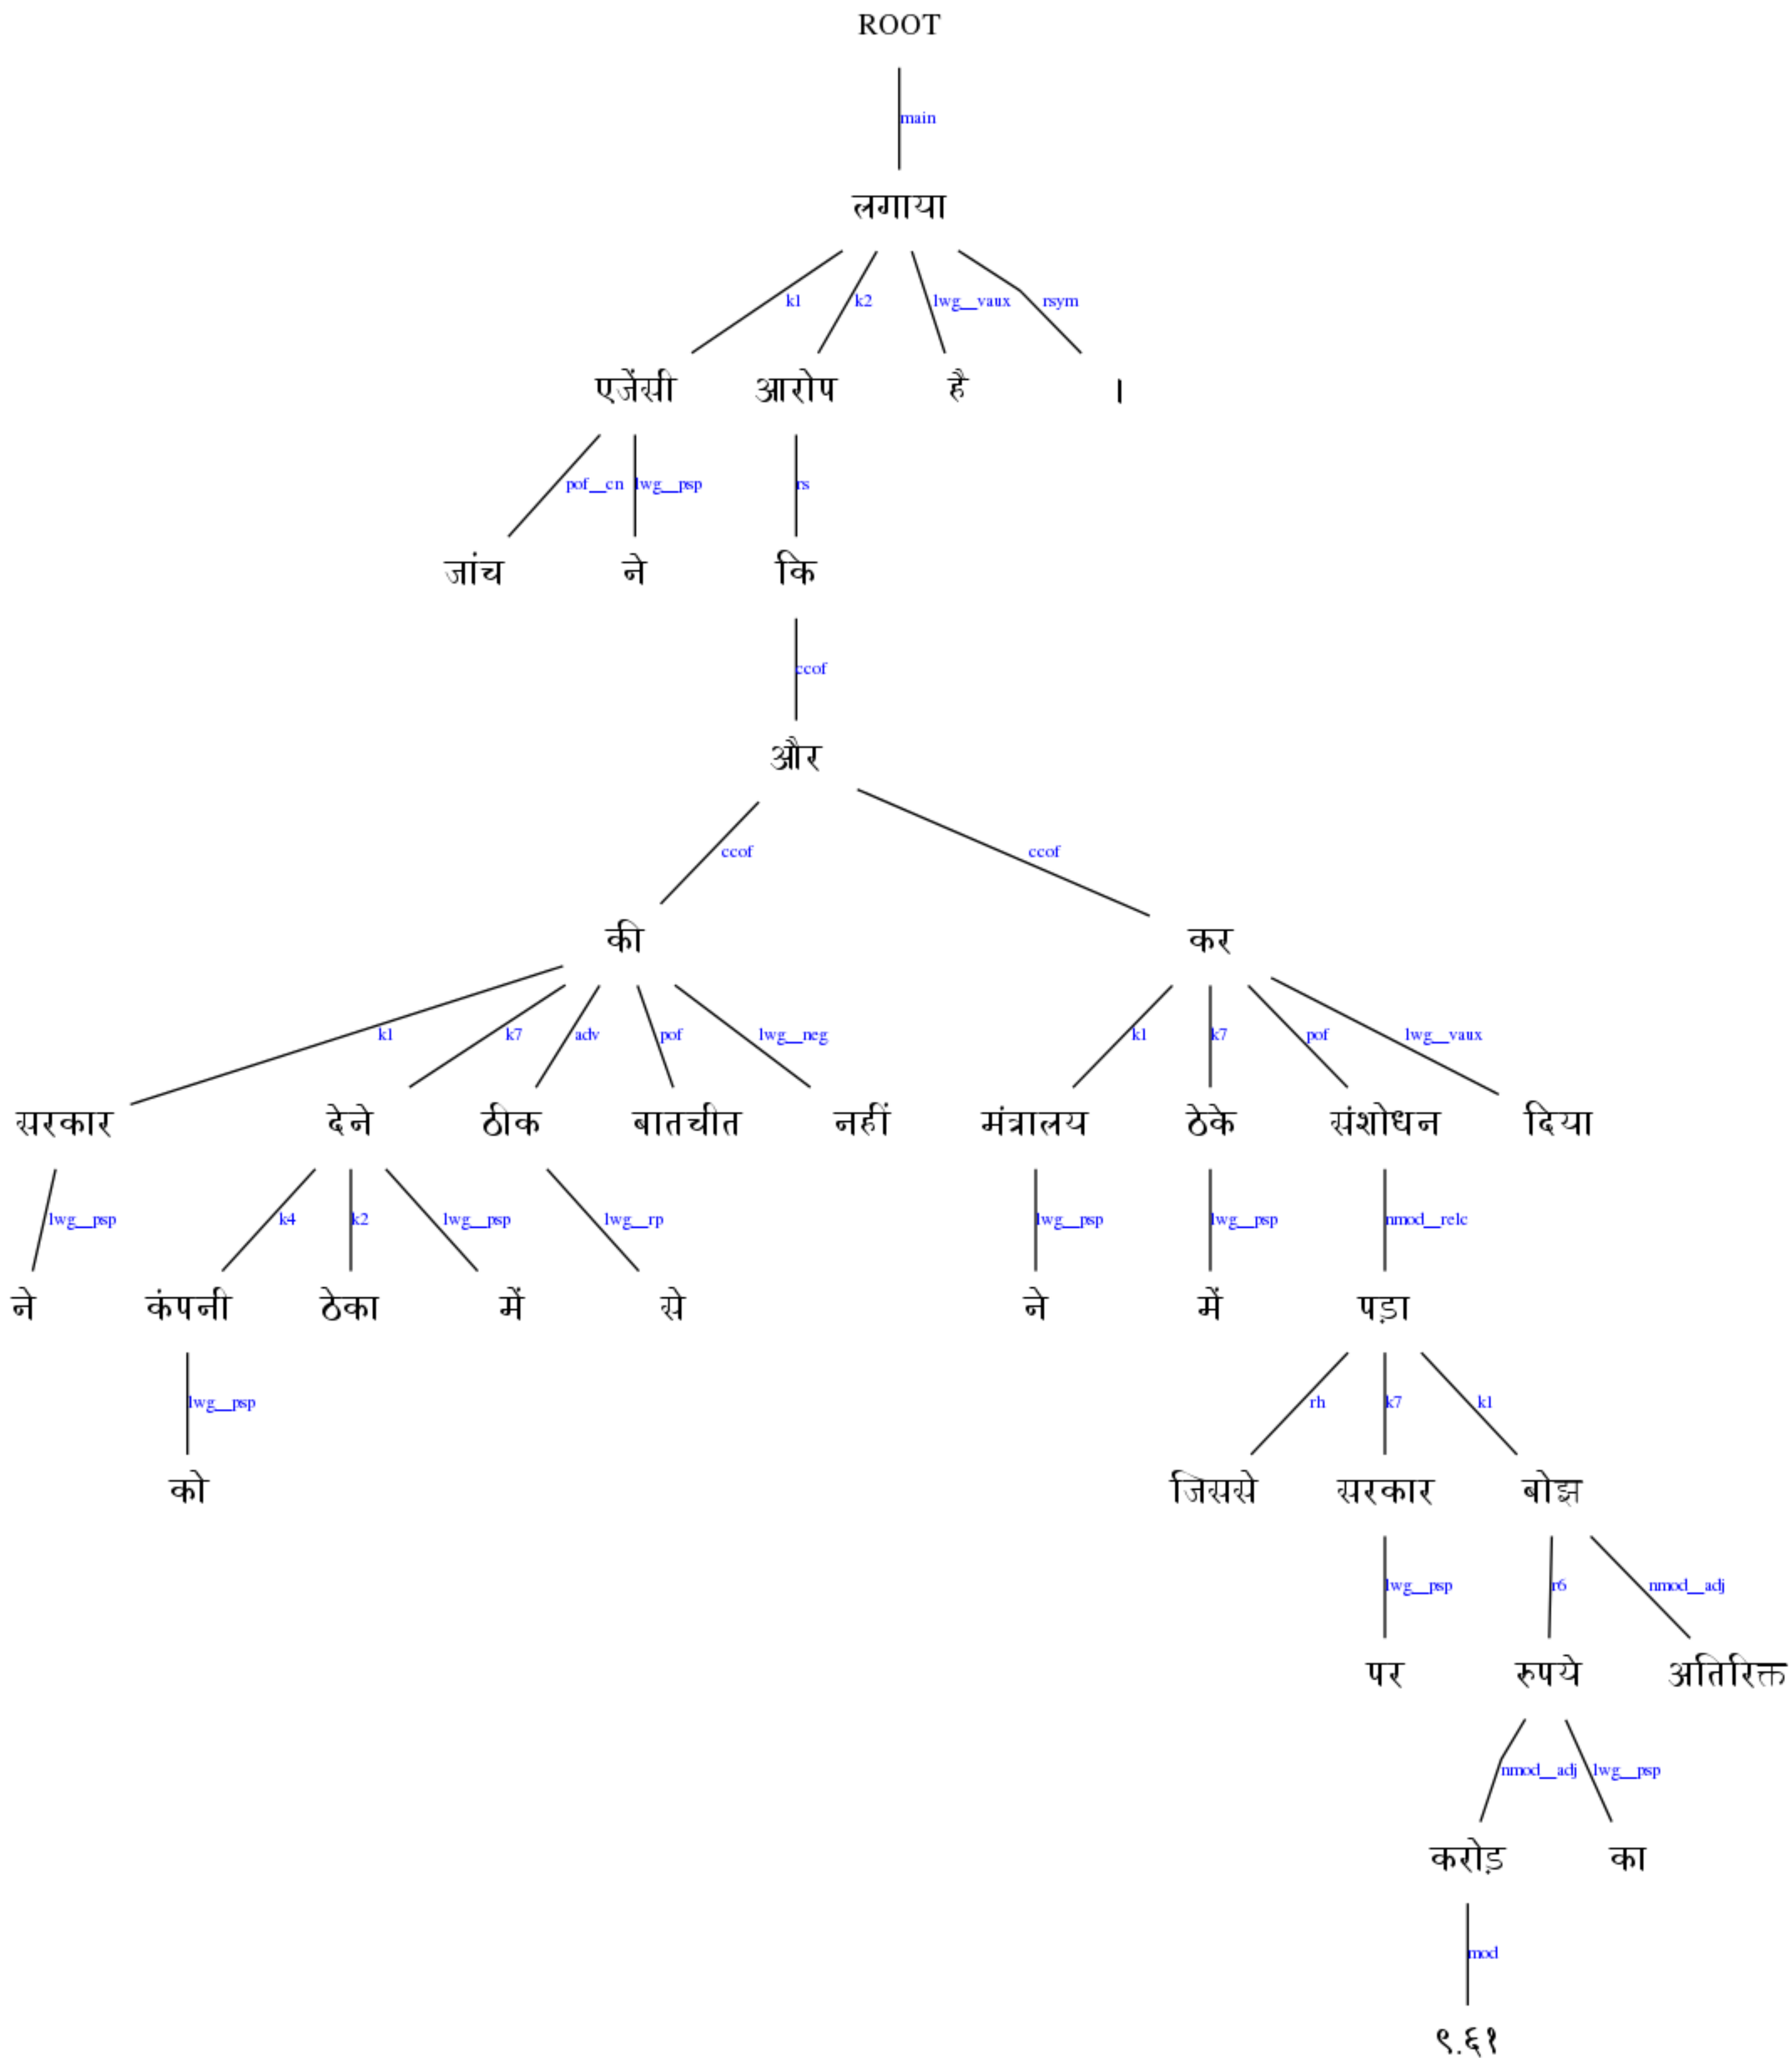 ROOT
main
लगाया
k1 k2 lwg__vaux rsym
एजेंसी आरोप है ।
pof__cn lwg__psp rs
जांच ने कि
ccof
और
ccof ccof
की कर
k1 k7 adv pof lwg__neg k1 k7 pof lwg__vaux
सरकार देने ठीक बातचीत नहीं मंत्रालय ठेके संशोधन दिया
lwg__psp k4 k2 lwg__psp lwg__rp lwg__psp lwg__psp nmod__relc
ने कंपनी ठेका में से ने में पड़ा
lwg__psp rh k7 k1
को जिससे सरकार बोझ
lwg__psp r6 nmod__adj
पर रुपये अतिरिक्त
nmod__adj lwg__psp
करोड़ का
mod
९.६१